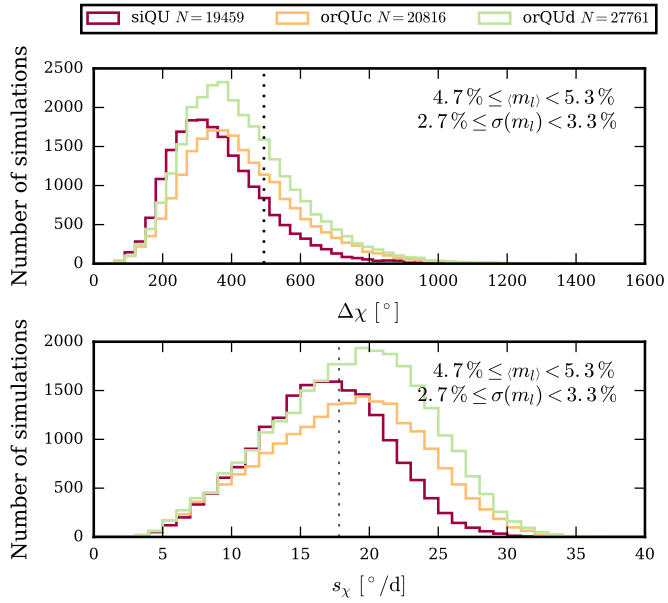 siQU N = 19459 orQUc N = 20816 orQUd N = 27761
2500
2000
1500
1000
500
0
Number of simulations
4.7 % ≤ ⟨m_l⟩ < 5.3 %
2.7 % ≤ σ(m_l) < 3.3 %
0 200 400 600 800 1000 1200 1400 1600
Δχ [°]
2000
1500
1000
500
0
Number of simulations
4.7 % ≤ ⟨m_l⟩ < 5.3 %
2.7 % ≤ σ(m_l) < 3.3 %
0 5 10 15 20 25 30 35 40
s_χ [°/d]